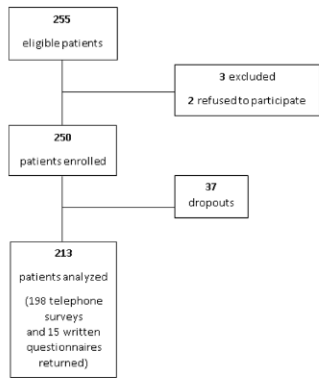 255
eligible patients
3 excluded
2 refused to participate
250
patients enrolled
37
dropouts
213
patients analyzed
(198 telephone
surveys
and 15 written
questionnaires
returned)